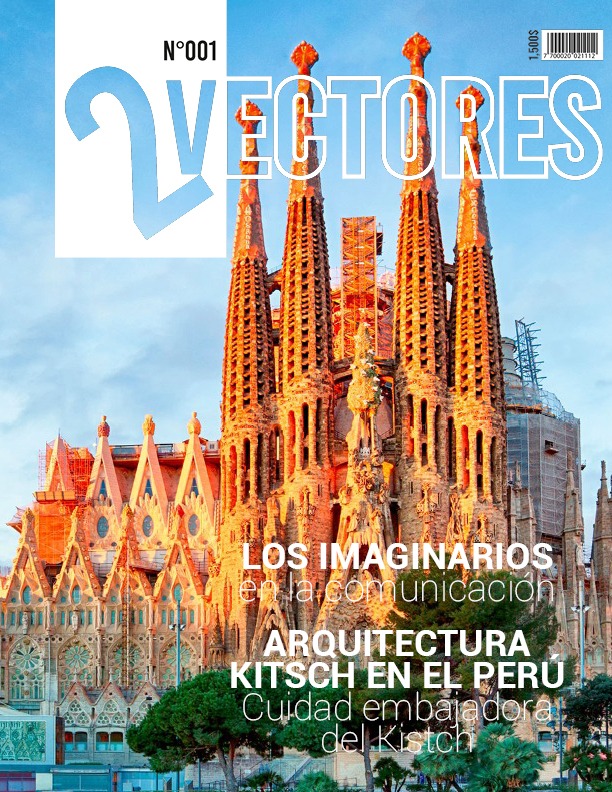 N°001
1,500$
7 700020 021112
2VECTORES
LOS IMAGINARIOS
en la comunicación
ARQUITECTURA
KITSCH EN EL PERÚ
Cuidad embajadora
del Kistch